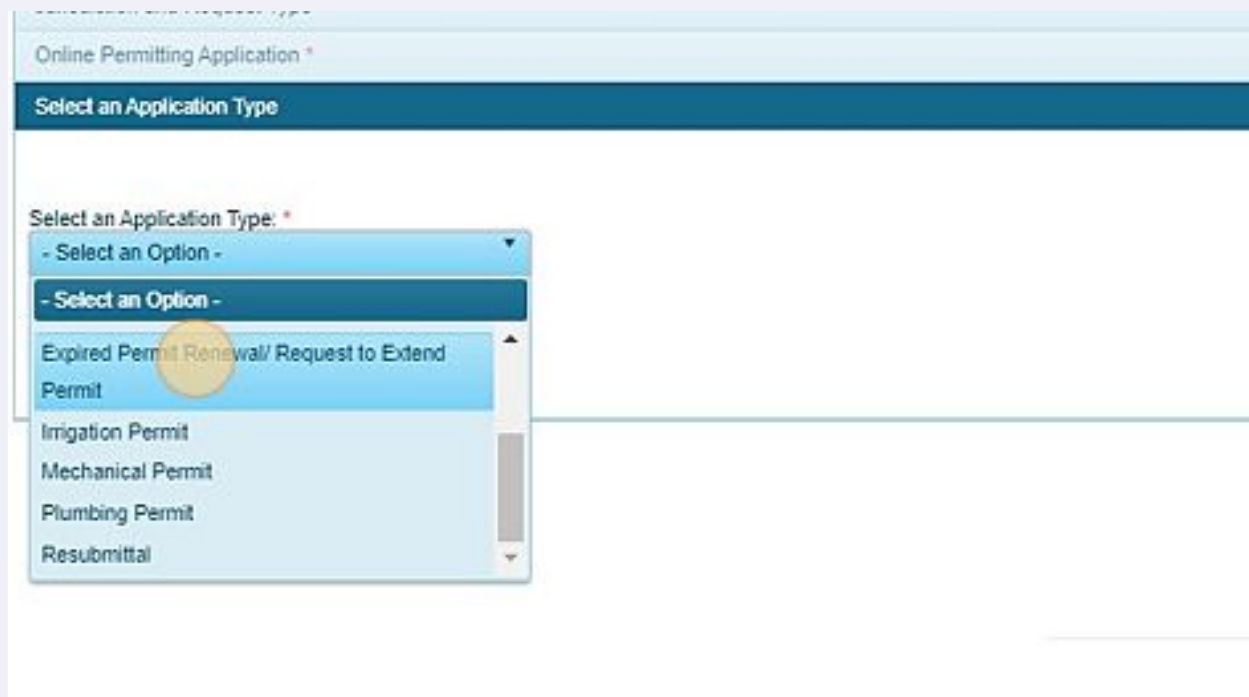 Online Permitting Application *
Select an Application Type
Select an Application Type: *
- Select an Option -
- Select an Option -
Expired Permit Renewal/ Request to Extend
Permit
Irrigation Permit
Mechanical Permit
Plumbing Permit
Resubmittal